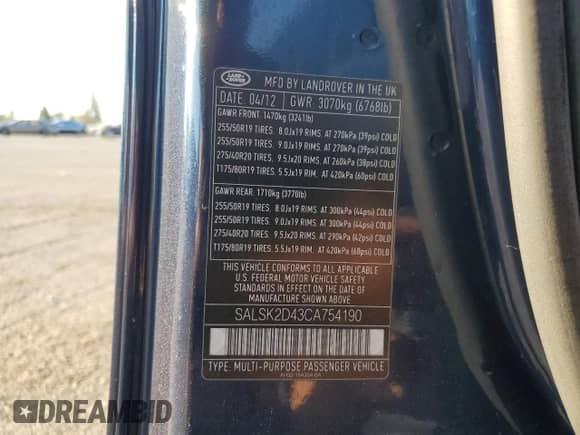 LAND ROVER
MFD BY LANDROVER IN THE UK
DATE: 04/12 GWR: 3070kg (6768lb)
GAWR FRONT: 1470kg (3241lb)
255/50R19 TIRES. 8.0Jx19 RIMS. AT 270kPa (39psi) COLD
255/50R19 TIRES. 9.0Jx19 RIMS. AT 270kPa (39psi) COLD
275/40R20 TIRES. 9.5Jx20 RIMS. AT 260kPa (38psi) COLD
T175/80R19 TIRES. 5.5Jx19 RIM. AT 420kPa (60psi) COLD
GAWR REAR: 1710kg (3770lb)
255/50R19 TIRES. 8.0Jx19 RIMS. AT 300kPa (44psi) COLD
255/50R19 TIRES. 9.0Jx19 RIMS. AT 300kPa (44psi) COLD
275/40R20 TIRES. 9.5Jx20 RIMS. AT 290kPa (42psi) COLD
T175/80R19 TIRES. 5.5Jx19 RIM. AT 420kPa (60psi) COLD
THIS VEHICLE CONFORMS TO ALL APPLICABLE
U.S. FEDERAL MOTOR VEHICLE SAFETY
STANDARDS IN EFFECT ON THE DATE OF
MANUFACTURE SHOWN ABOVE.
SALSK2D43CA754190
TYPE: MULTI-PURPOSE PASSENGER VEHICLE
DREAMBID